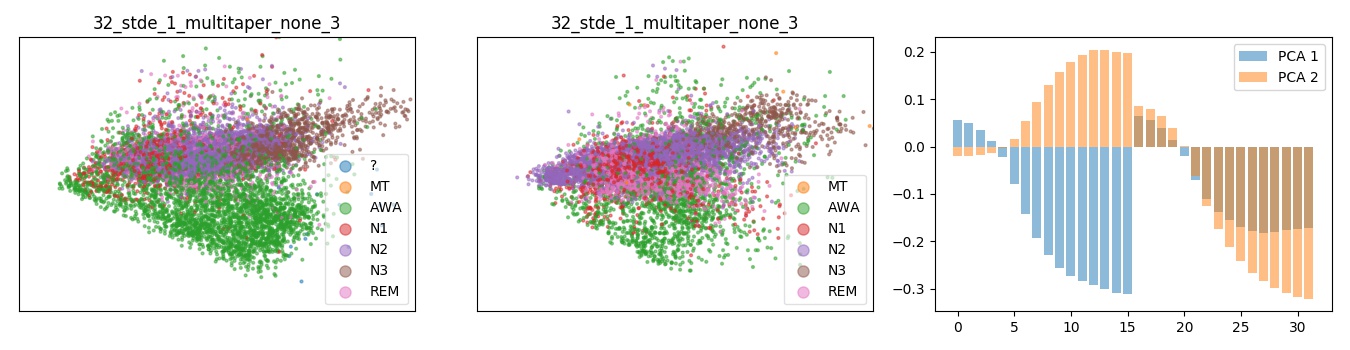 32_stde_1_multitaper_none_3
?
MT
AWA
N1
N2
N3
REM
32_stde_1_multitaper_none_3
MT
AWA
N1
N2
N3
REM
PCA 1
PCA 2
0.2
0.1
0.0
−0.1
−0.2
−0.3
0 5 10 15 20 25 30